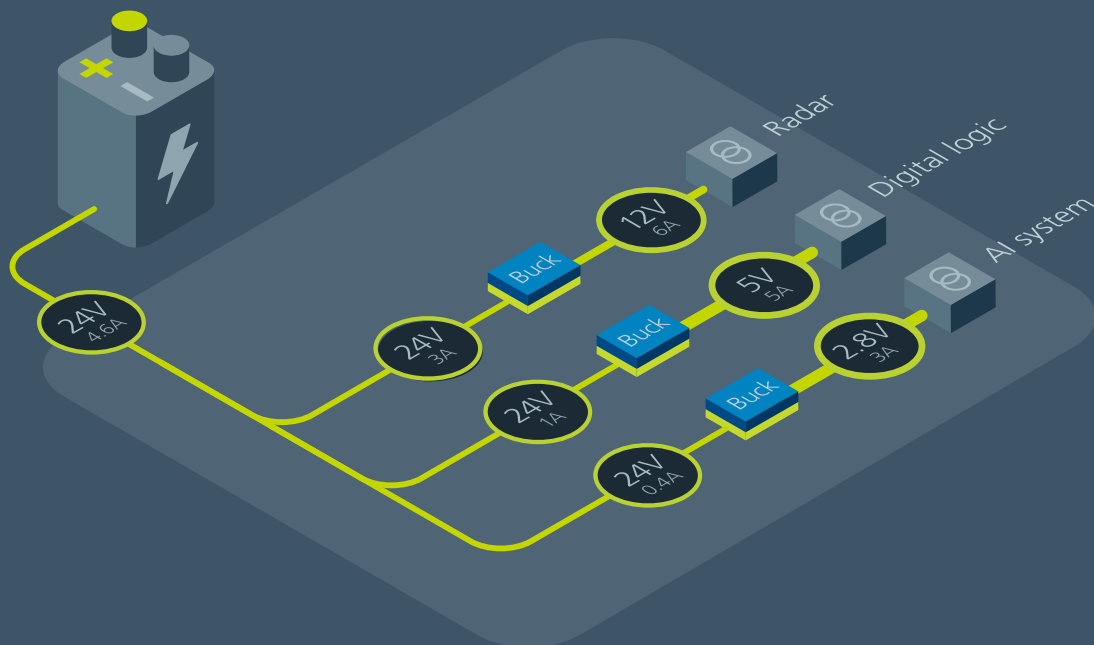 24V
4.6A
24V
3A
Buck
12V
6A
Radar
24V
1A
Buck
5V
5A
Digital logic
24V
0.4A
Buck
2.8V
3A
AI system